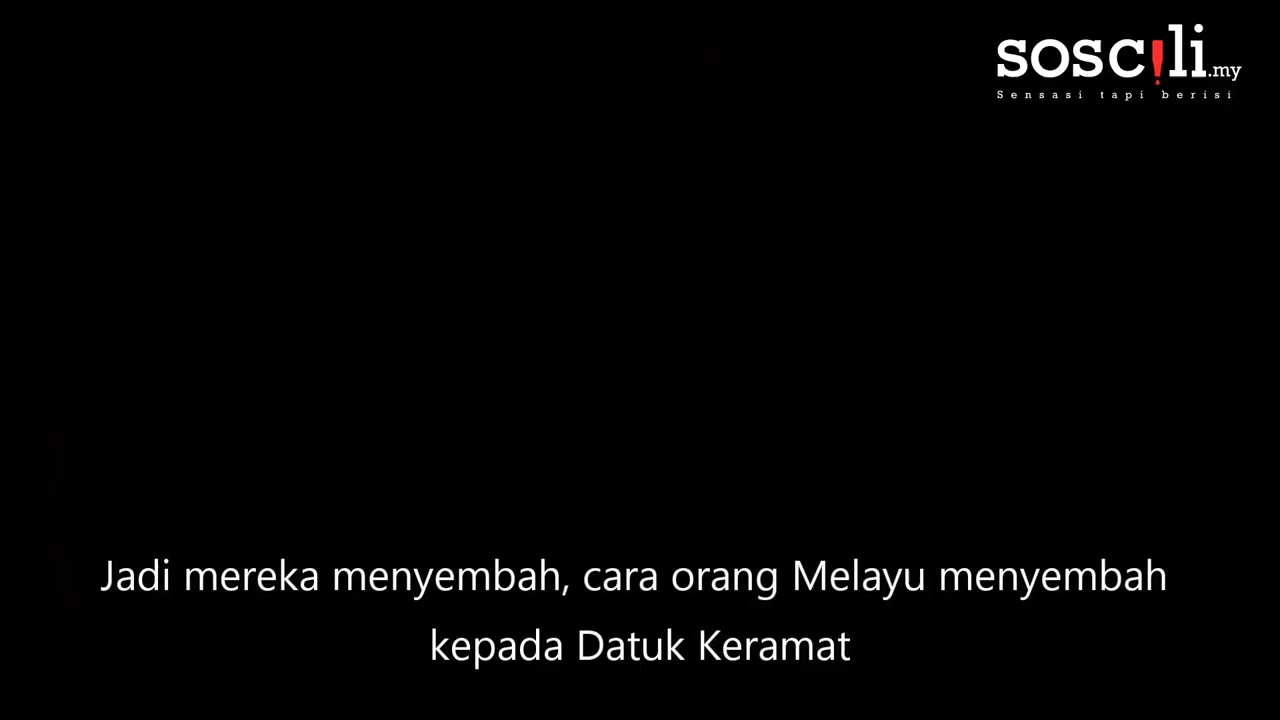 soscili.my
Sensasi tapi berisi
Jadi mereka menyembah, cara orang Melayu menyembah
kepada Datuk Keramat